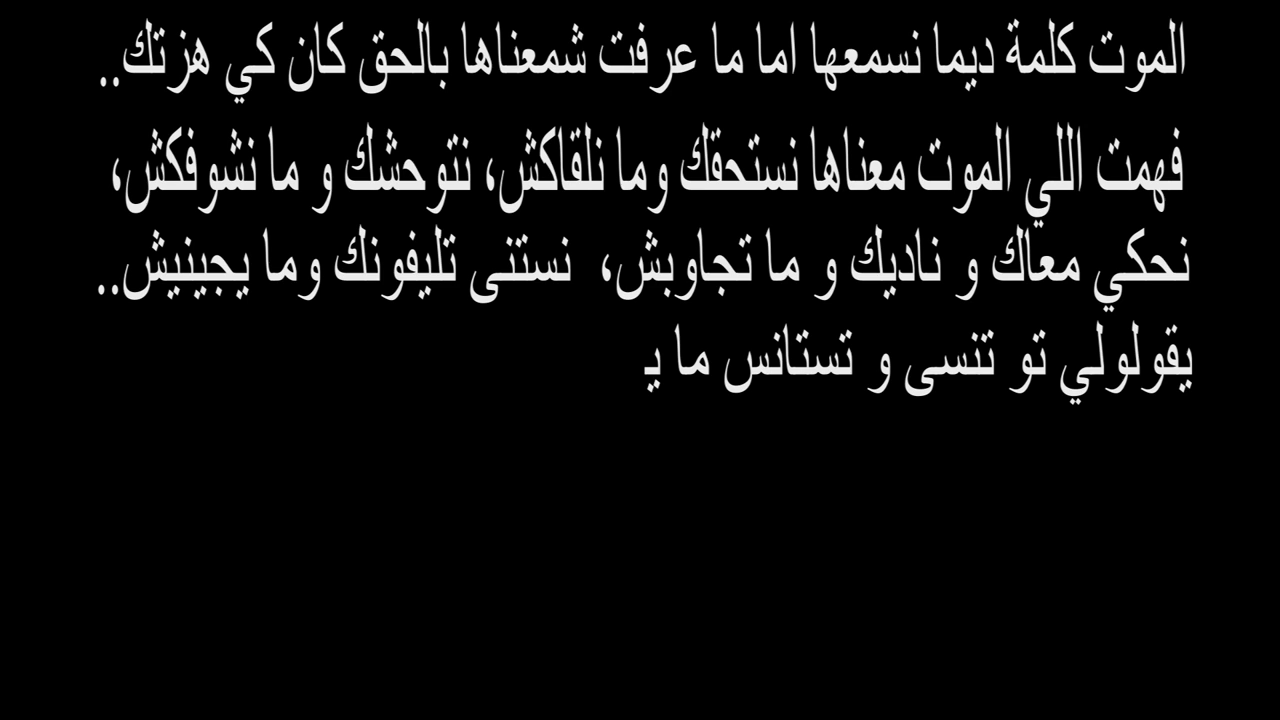 الموت كلمة ديما نسمعها اما ما عرفت شمعناها بالحق كان كي هزتك..
فهمت اللي الموت معناها نستحقك وما نلقاكش، نتوحشك و ما نشوفكش،
نحكي معاك و ناديك و ما تجاوبش، نستنى تليفونك وما يجينيش..
يقولولي تو تنسى و تستانس ما يـ